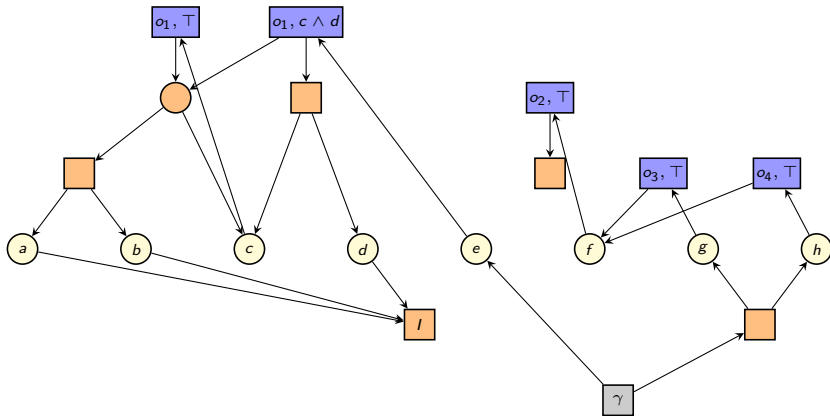 o₁, ⊤
o₁, c ∧ d
o₂, ⊤
o₃, ⊤
o₄, ⊤
a
b
c
d
e
f
g
h
I
γ